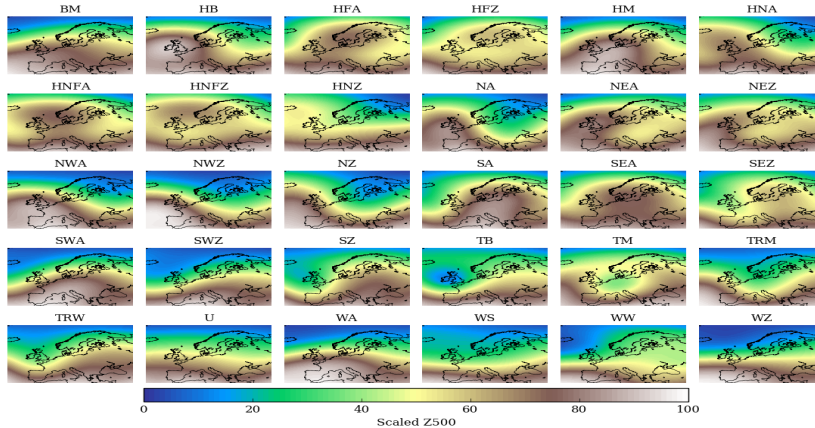 BM HB HFA HFZ HM HNA
HNFA HNFZ HNZ NA NEA NEZ
NWA NWZ NZ SA SEA SEZ
SWA SWZ SZ TB TM TRM
TRW U WA WS WW WZ
0 20 40 60 80 100
Scaled Z500